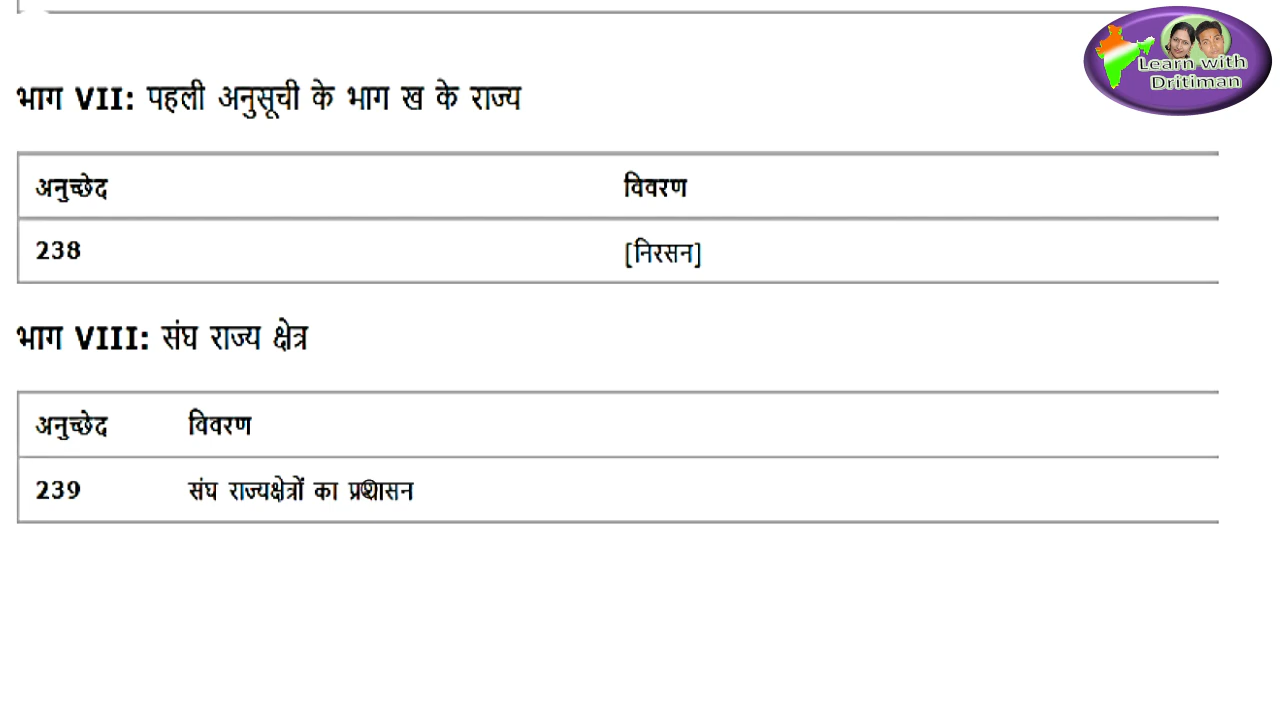 Learn with
Dritiman
भाग VII: पहली अनुसूची के भाग ख के राज्य
अनुच्छेद विवरण
238 [निरसन]
भाग VIII: संघ राज्य क्षेत्र
अनुच्छेद विवरण
239 संघ राज्यक्षेत्रों का प्रशासन